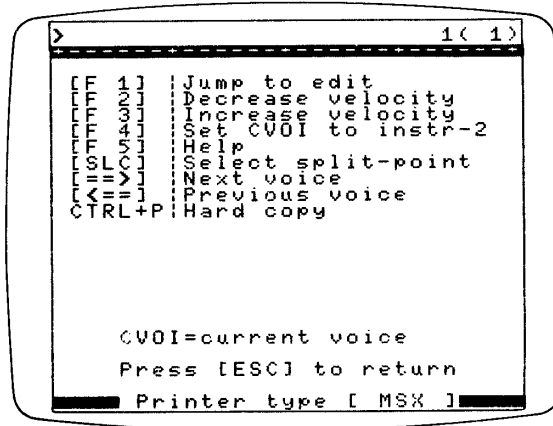 > 1( 1)
[F 1] ¦Jump to edit
[F 2] ¦Decrease velocity
[F 3] ¦Increase velocity
[F 4] ¦Set CVOI to instr-2
[F 5] ¦Help
[SLC] ¦Select split-point
[==>] ¦Next voice
[<==] ¦Previous voice
CTRL+P¦Hard copy
CVOI=current voice
Press [ESC] to return
Printer type [ MSX ]